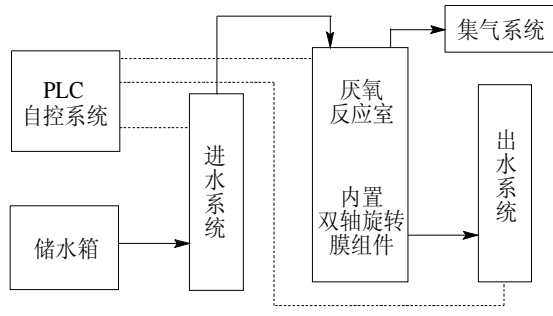 集气系统
PLC
自控系统
厌氧
反应室
进水系统
出水系统
内置
双轴旋转
膜组件
储水箱